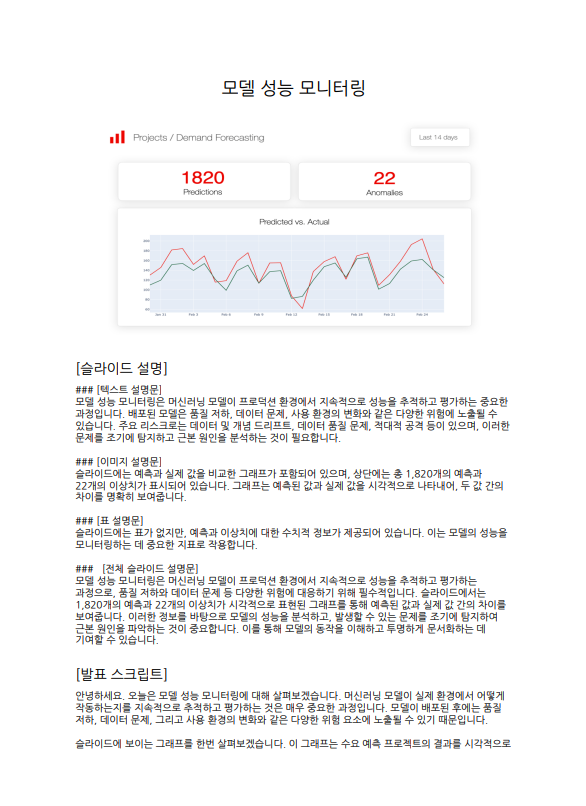 모델 성능 모니터링
Projects / Demand Forecasting
Last 14 days
1820
Predictions
22
Anomalies
Predicted vs. Actual
200
180
160
140
120
100
80
60
Jan 31
Feb 3
Feb 6
Feb 9
Feb 12
Feb 15
Feb 18
Feb 21
Feb 24
[슬라이드 설명]
### [텍스트 설명문]
모델 성능 모니터링은 머신러닝 모델이 프로덕션 환경에서 지속적으로 성능을 추적하고 평가하는 중요한
과정입니다. 배포된 모델은 품질 저하, 데이터 문제, 사용 환경의 변화와 같은 다양한 위험에 노출될 수
있습니다. 주요 리스크로는 데이터 및 개념 드리프트, 데이터 품질 문제, 적대적 공격 등이 있으며, 이러한
문제를 조기에 탐지하고 근본 원인을 분석하는 것이 필요합니다.
### [이미지 설명문]
슬라이드에는 예측과 실제 값을 비교한 그래프가 포함되어 있으며, 상단에는 총 1,820개의 예측과
22개의 이상치가 표시되어 있습니다. 그래프는 예측된 값과 실제 값을 시각적으로 나타내어, 두 값 간의
차이를 명확히 보여줍니다.
### [표 설명문]
슬라이드에는 표가 없지만, 예측과 이상치에 대한 수치적 정보가 제공되어 있습니다. 이는 모델의 성능을
모니터링하는 데 중요한 지표로 작용합니다.
### [전체 슬라이드 설명문]
모델 성능 모니터링은 머신러닝 모델이 프로덕션 환경에서 지속적으로 성능을 추적하고 평가하는
과정으로, 품질 저하와 데이터 문제 등 다양한 위험에 대응하기 위해 필수적입니다. 슬라이드에서는
1,820개의 예측과 22개의 이상치가 시각적으로 표현된 그래프를 통해 예측된 값과 실제 값 간의 차이를
보여줍니다. 이러한 정보를 바탕으로 모델의 성능을 분석하고, 발생할 수 있는 문제를 조기에 탐지하여
근본 원인을 파악하는 것이 중요합니다. 이를 통해 모델의 동작을 이해하고 투명하게 문서화하는 데
기여할 수 있습니다.
[발표 스크립트]
안녕하세요. 오늘은 모델 성능 모니터링에 대해 살펴보겠습니다. 머신러닝 모델이 실제 환경에서 어떻게
작동하는지를 지속적으로 추적하고 평가하는 것은 매우 중요한 과정입니다. 모델이 배포된 후에는 품질
저하, 데이터 문제, 그리고 사용 환경의 변화와 같은 다양한 위험 요소에 노출될 수 있기 때문입니다.
슬라이드에 보이는 그래프를 한번 살펴보겠습니다. 이 그래프는 수요 예측 프로젝트의 결과를 시각적으로